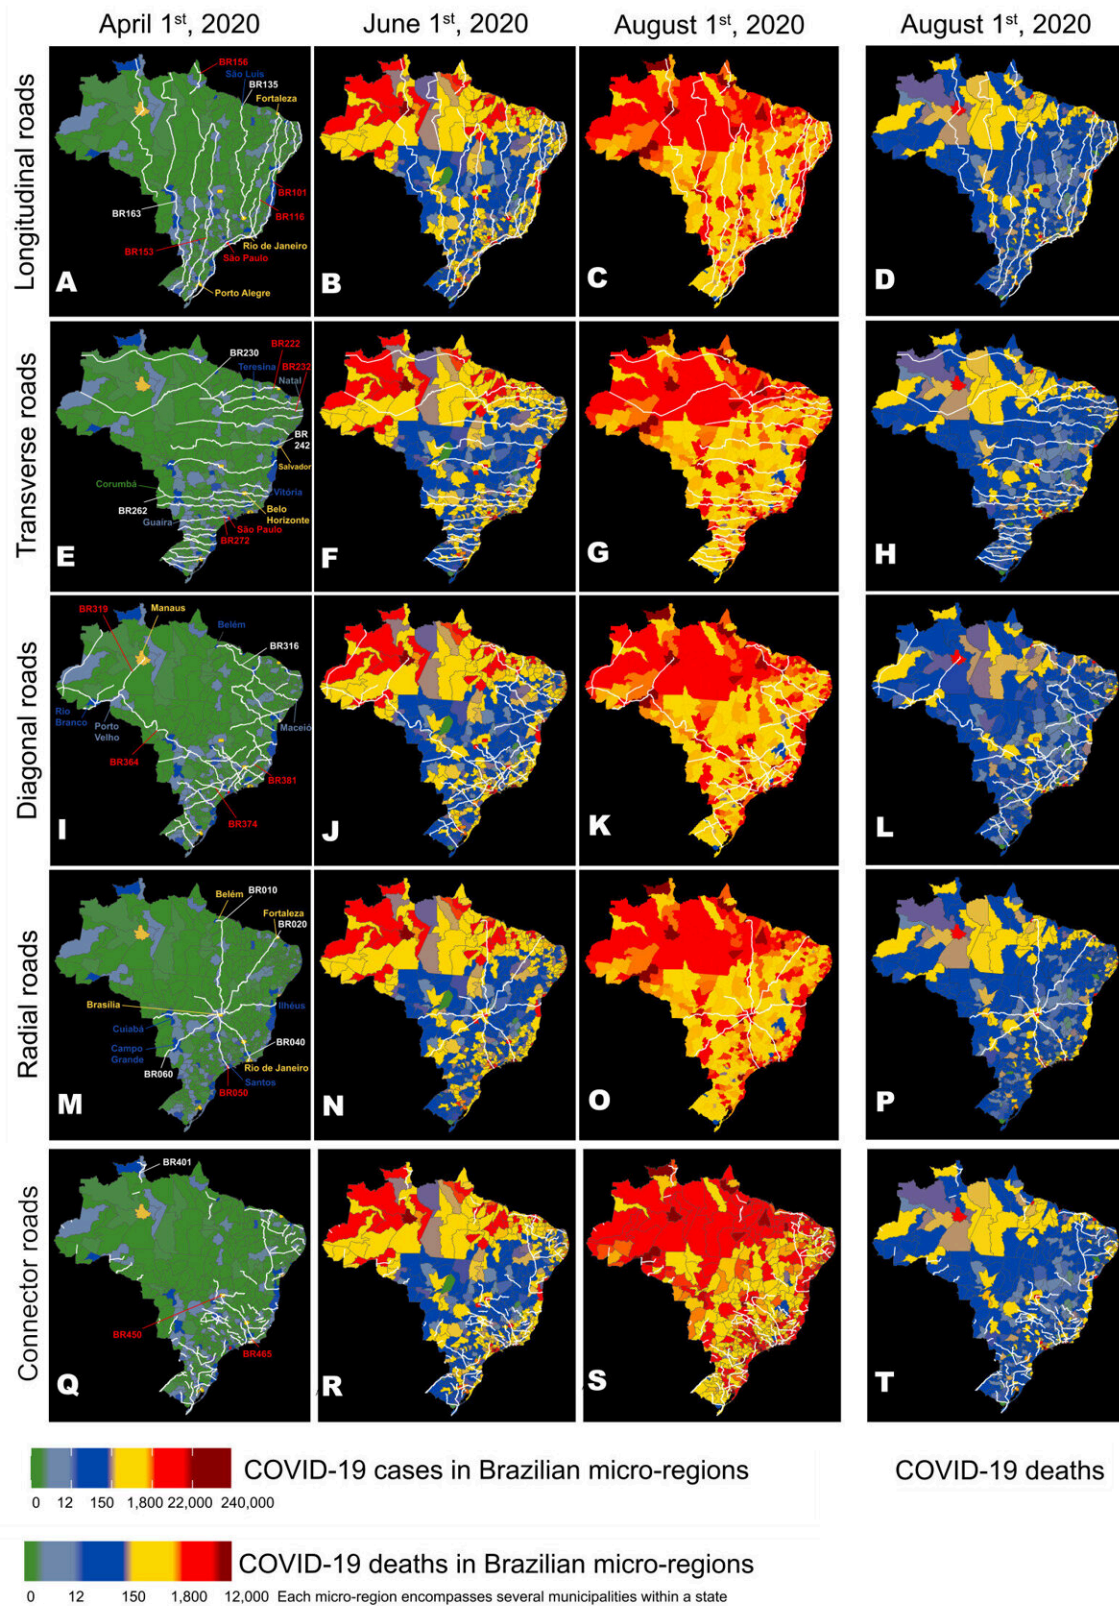 April 1st, 2020
June 1st, 2020
August 1st, 2020
August 1st, 2020
Longitudinal roads
BR156
São Luís
BR135
Fortaleza
BR101
BR116
BR163
BR153
Rio de Janeiro
São Paulo
Porto Alegre
A
B
C
D
Transverse roads
BR230
BR222
Teresina
BR232
Natal
BR
242
Salvador
Corumbá
Vitória
BR262
Belo
Horizonte
Guaíra
São Paulo
BR272
E
F
G
H
Diagonal roads
BR319
Manaus
Belém
BR316
Rio
Branco
Porto
Velho
Maceió
BR364
BR381
BR374
I
J
K
L
Radial roads
Belém
BR010
Fortaleza
BR020
Brasília
Ilhéus
Cuiabá
Campo
Grande
BR040
BR060
Rio de Janeiro
Santos
BR050
M
N
O
P
Connector roads
BR401
BR450
BR465
Q
R
S
T
COVID-19 cases in Brazilian micro-regions
0 12 150 1,800 22,000 240,000
COVID-19 deaths
COVID-19 deaths in Brazilian micro-regions
0 12 150 1,800 12,000 Each micro-region encompasses several municipalities within a state